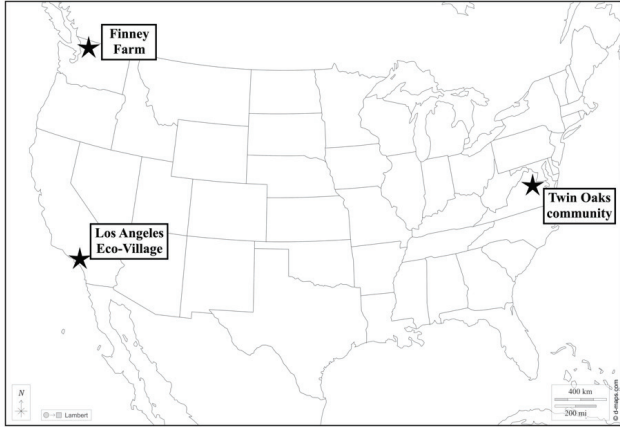 Finney
Farm
Twin Oaks
community
Los Angeles
Eco-Village
N
Lambert
400 km
200 mi
© d-maps.com